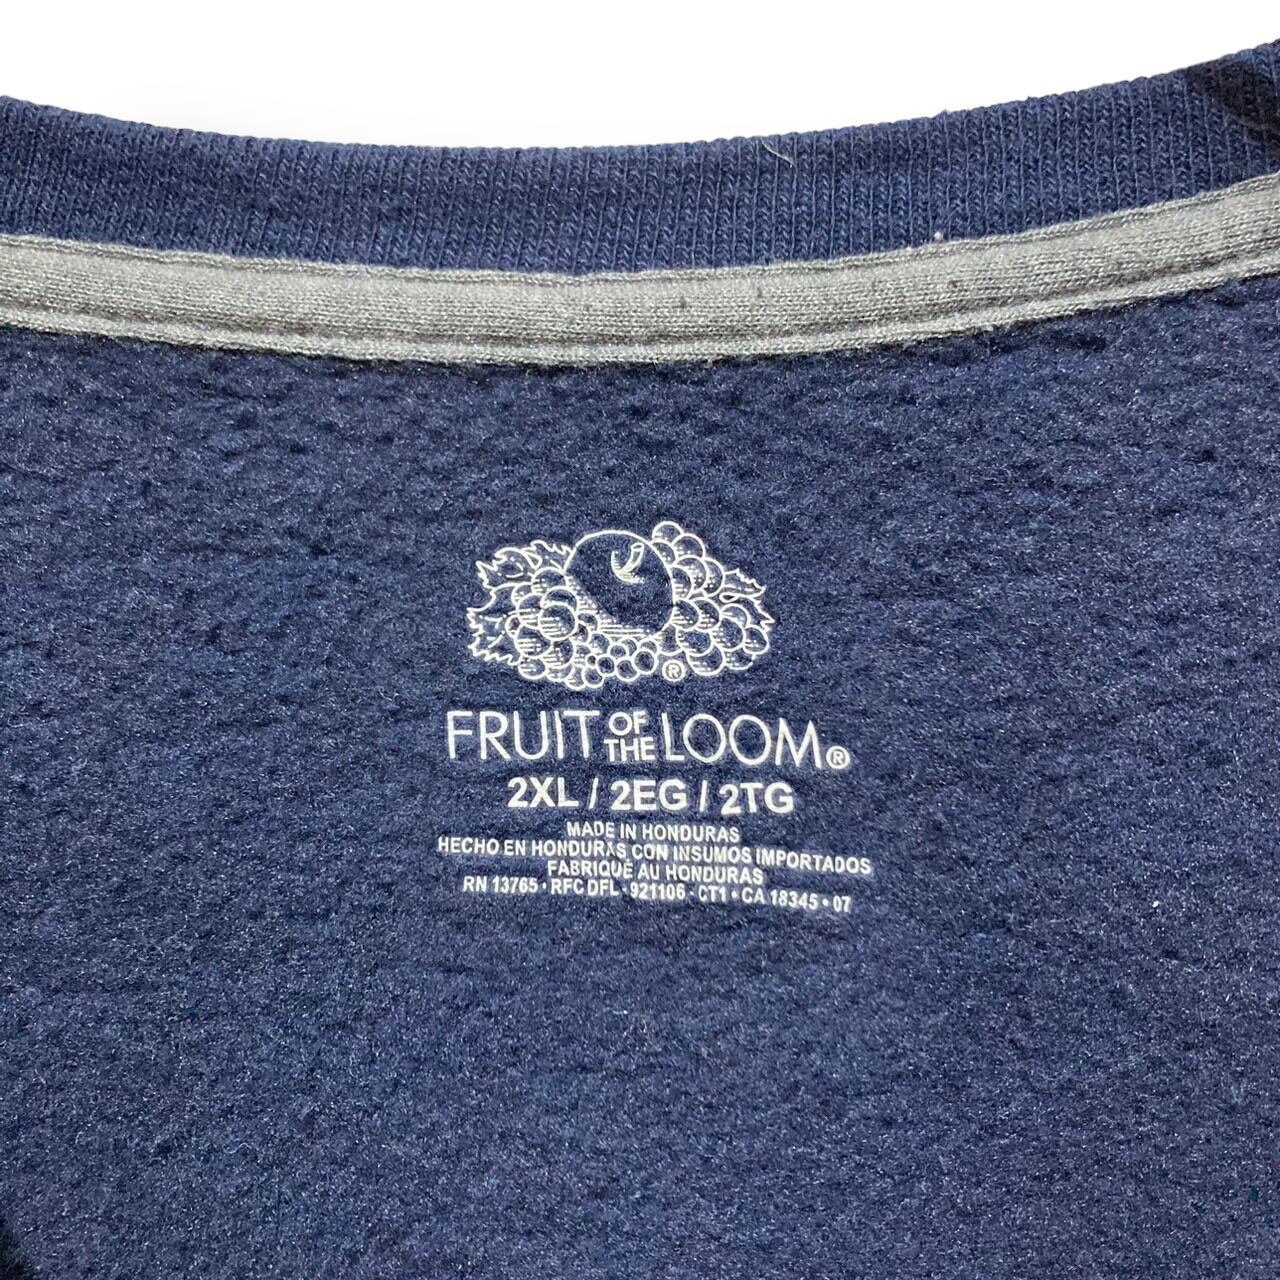 FRUIT OF THE LOOM®
2XL / 2EG / 2TG
MADE IN HONDURAS
HECHO EN HONDURAS CON INSUMOS IMPORTADOS
FABRIQUÉ AU HONDURAS
RN 13765 • RFC DFL - 921106 - CT1 • CA 18345 • 07